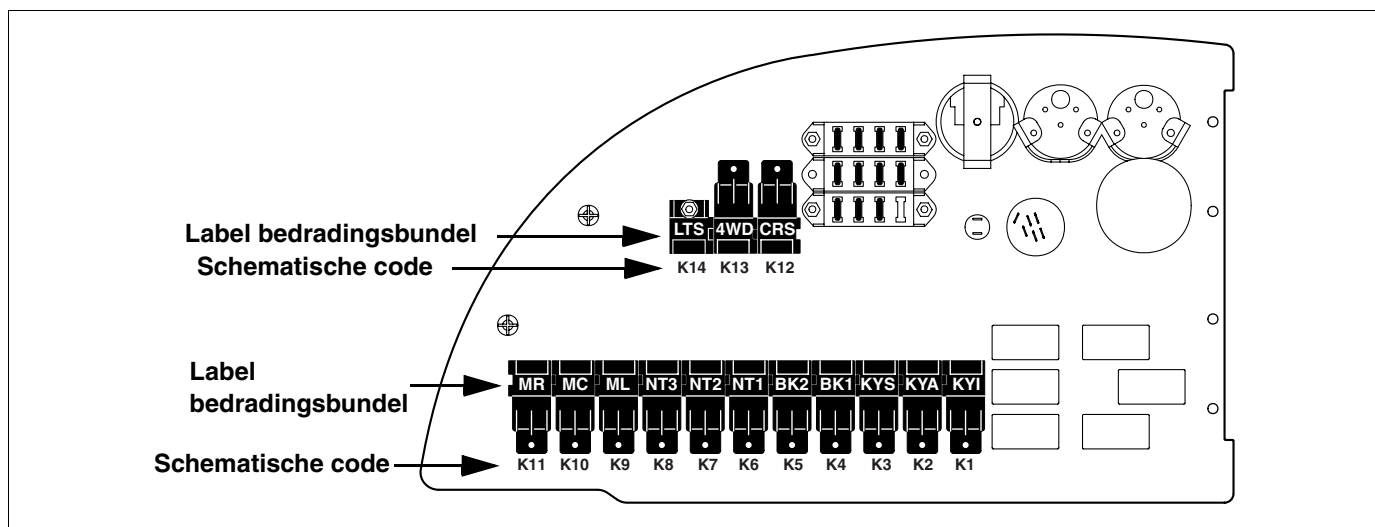 Label bedradingsbundel
LTS 4WD CRS
Schematische code
K14 K13 K12
Label
bedradingsbundel
MR MC ML NT3 NT2 NT1 BK2 BK1 KYS KYA KYI
Schematische code
K11 K10 K9 K8 K7 K6 K5 K4 K3 K2 K1